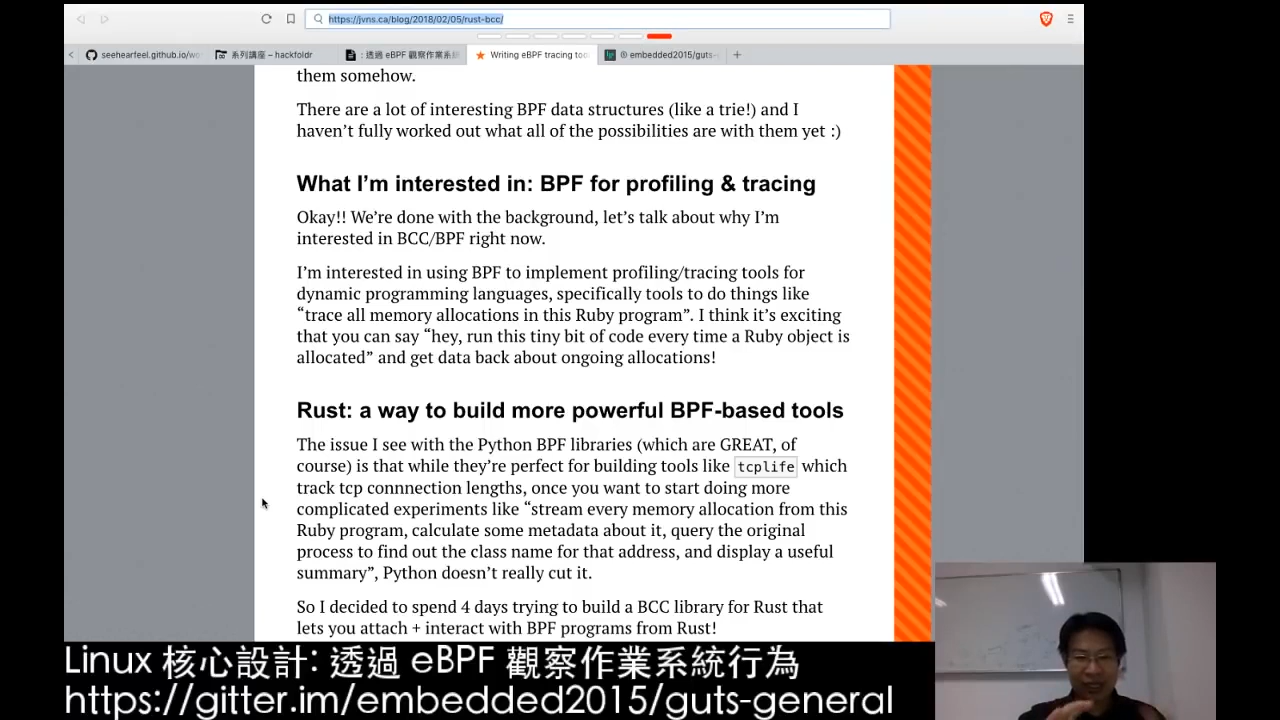 https://jvns.ca/blog/2018/02/05/rust-bcc/
seehearfeel.github.io/wo
系列講座 – hackfoldr
: 透過 eBPF 觀察作業系統
Writing eBPF tracing too
embedded2015/guts-
them somehow.
There are a lot of interesting BPF data structures (like a trie!) and I
haven’t fully worked out what all of the possibilities are with them yet :)
What I’m interested in: BPF for profiling & tracing
Okay!! We’re done with the background, let’s talk about why I’m
interested in BCC/BPF right now.
I’m interested in using BPF to implement profiling/tracing tools for
dynamic programming languages, specifically tools to do things like
“trace all memory allocations in this Ruby program”. I think it’s exciting
that you can say “hey, run this tiny bit of code every time a Ruby object is
allocated” and get data back about ongoing allocations!
Rust: a way to build more powerful BPF-based tools
The issue I see with the Python BPF libraries (which are GREAT, of
course) is that while they’re perfect for building tools like tcplife which
track tcp connnection lengths, once you want to start doing more
complicated experiments like “stream every memory allocation from this
Ruby program, calculate some metadata about it, query the original
process to find out the class name for that address, and display a useful
summary”, Python doesn’t really cut it.
So I decided to spend 4 days trying to build a BCC library for Rust that
lets you attach + interact with BPF programs from Rust!
Linux 核心設計: 透過 eBPF 觀察作業系統行為
https://gitter.im/embedded2015/guts-general